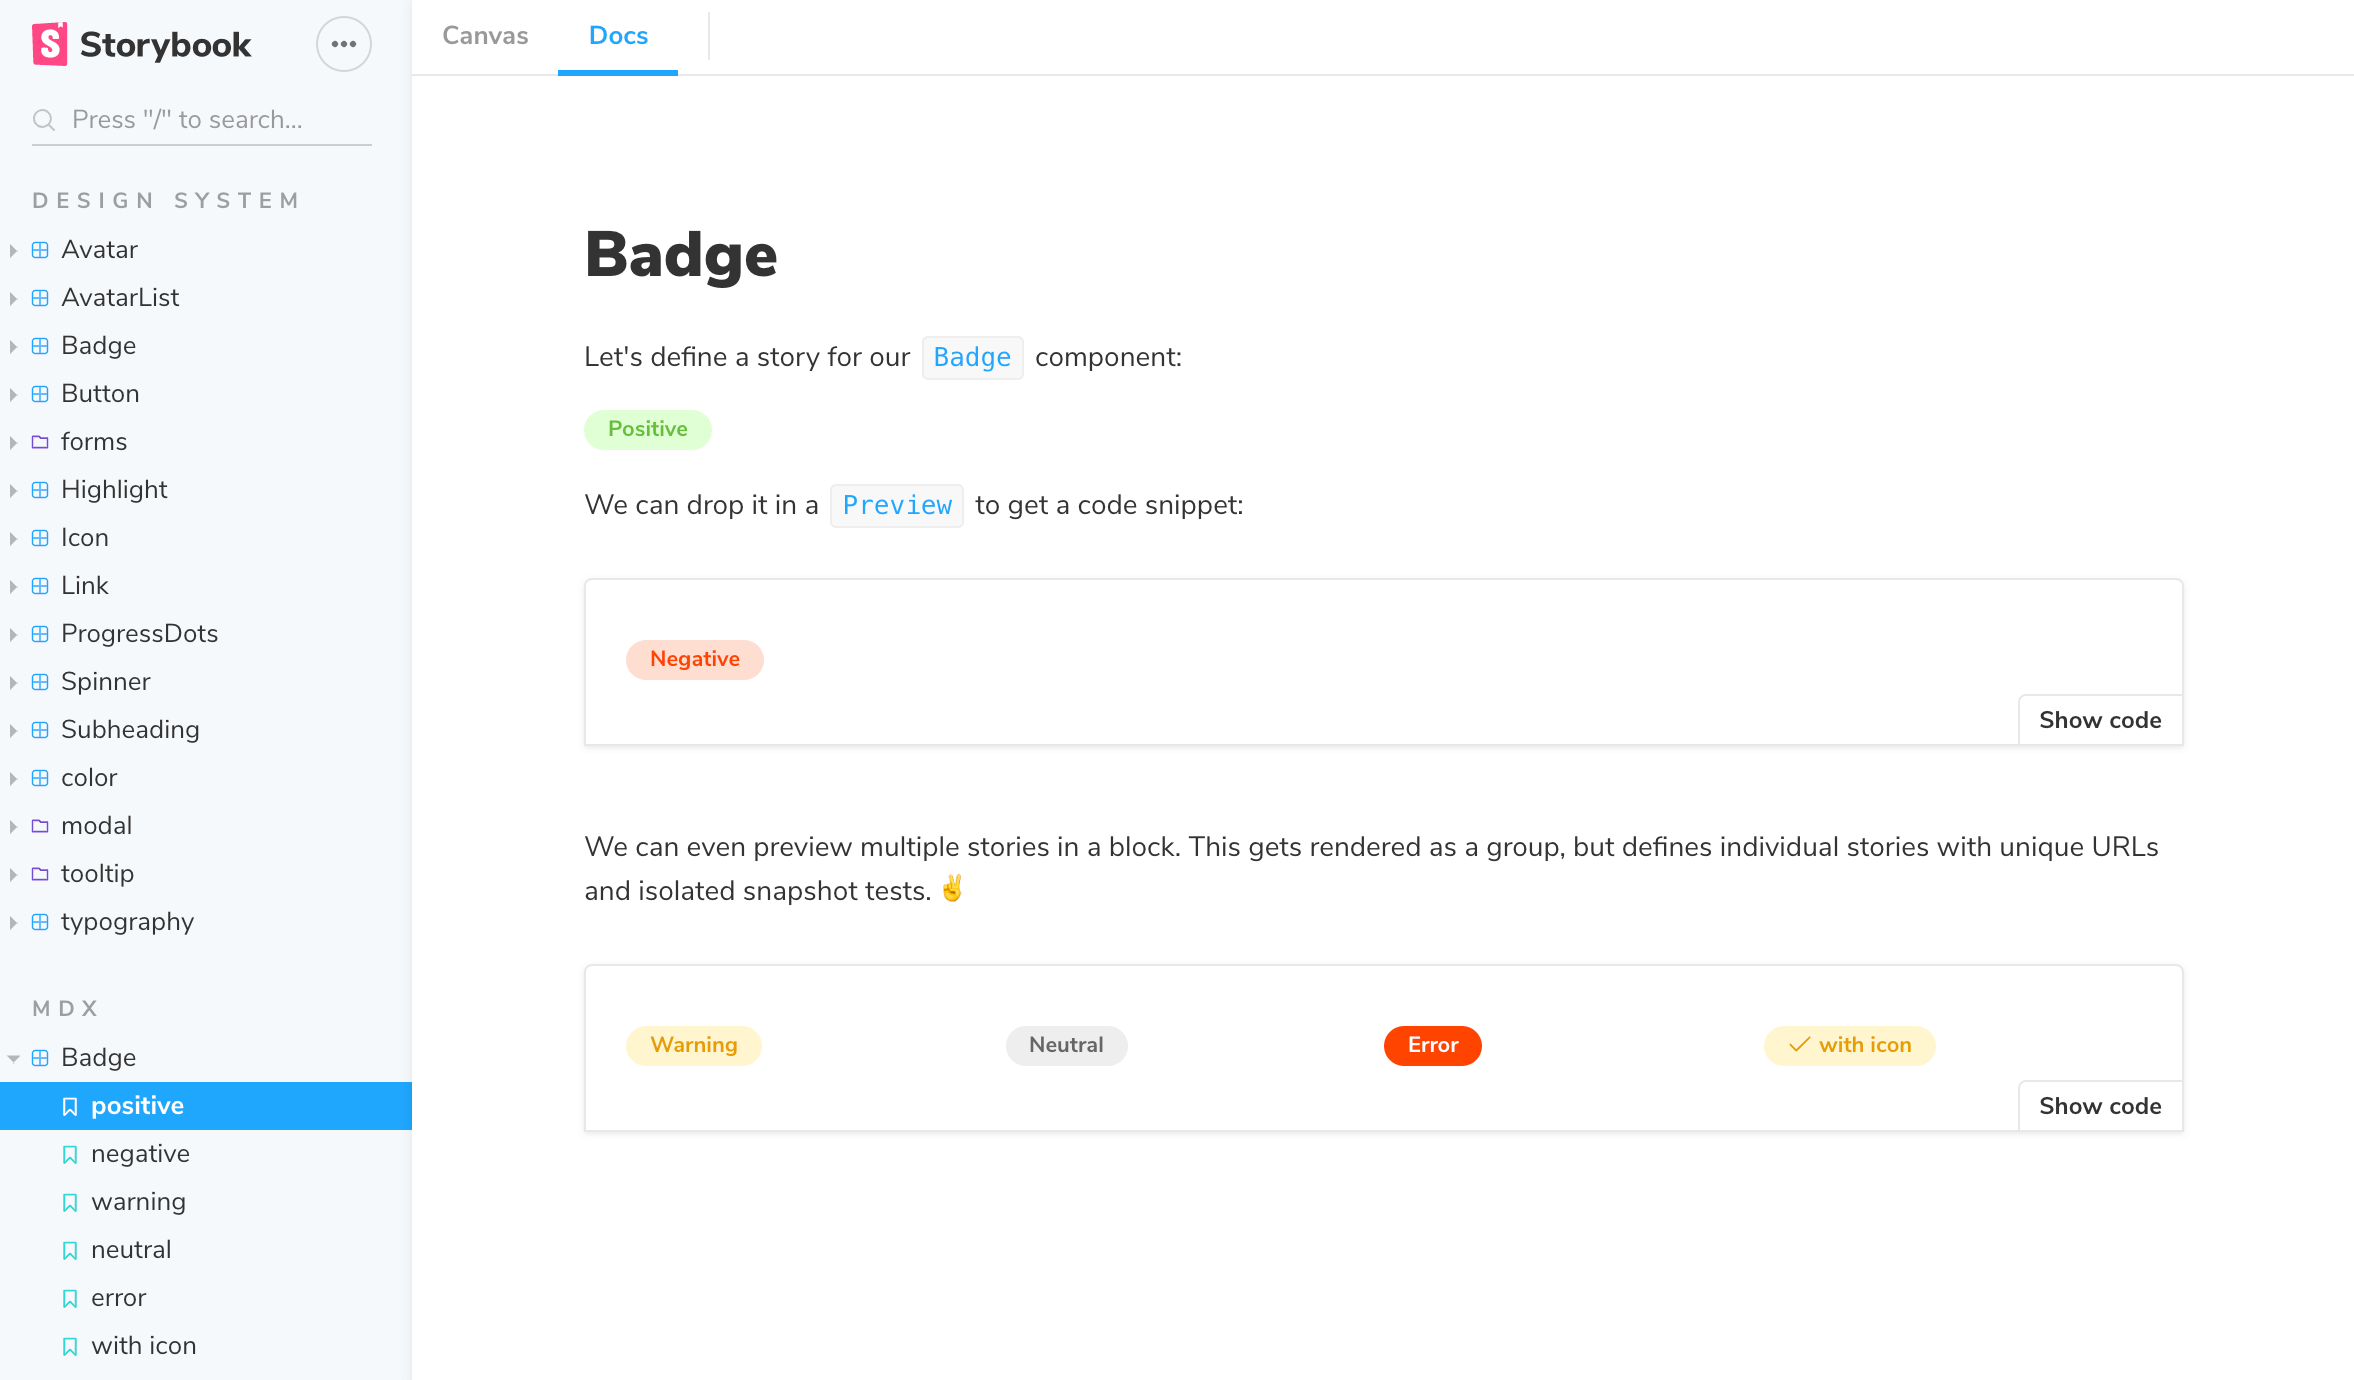 Storybook
Press "/" to search...
DESIGN SYSTEM
Avatar
AvatarList
Badge
Button
forms
Highlight
Icon
Link
ProgressDots
Spinner
Subheading
color
modal
tooltip
typography
MDX
Badge
positive
negative
warning
neutral
error
with icon
Canvas Docs
Badge
Let's define a story for our Badge component:
Positive
We can drop it in a Preview to get a code snippet:
Negative
Show code
We can even preview multiple stories in a block. This gets rendered as a group, but defines individual stories with unique URLs
and isolated snapshot tests. ✌️
Warning Neutral Error with icon
Show code